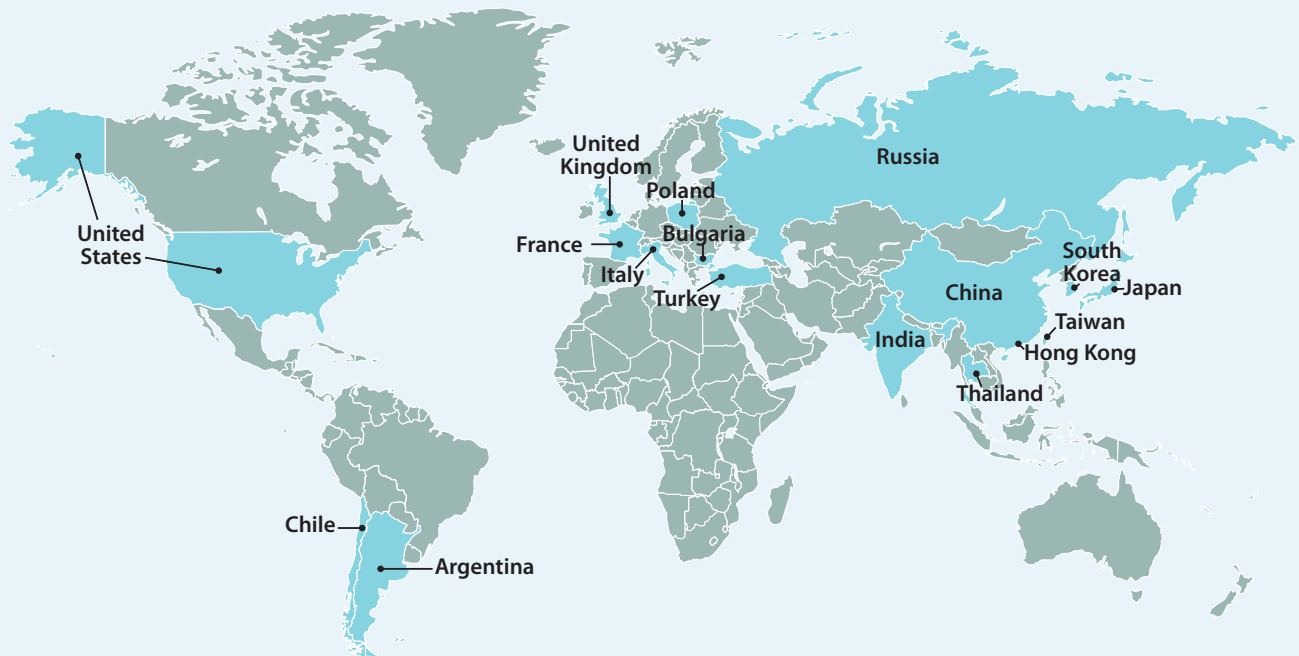 United
States
Chile
Argentina
United
Kingdom
Poland
Bulgaria
France
Italy
Turkey
Russia
China
India
South
Korea
Japan
Taiwan
Hong Kong
Thailand